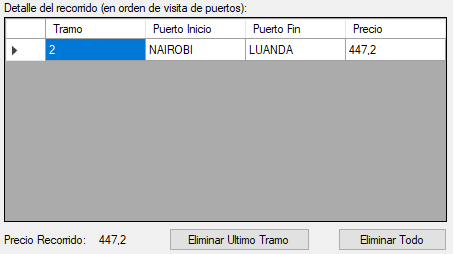 Detalle del recorrido (en orden de visita de puertos):
Tramo Puerto Inicio Puerto Fin Precio
2 NAIROBI LUANDA 447,2
Precio Recorrido: 447,2 Eliminar Ultimo Tramo Eliminar Todo